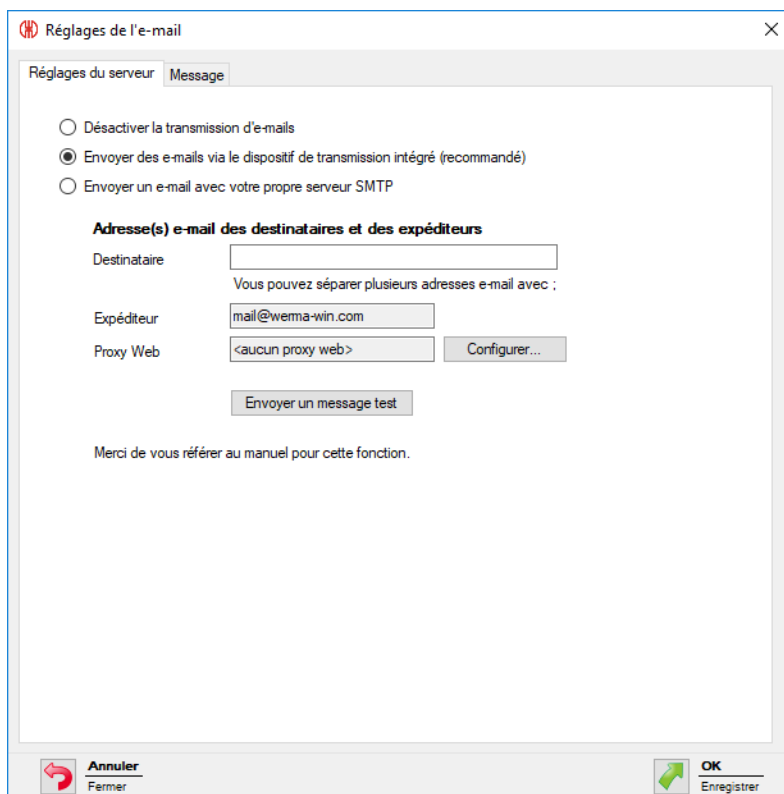 Réglages de l'e-mail
Réglages du serveur Message
Désactiver la transmission d'e-mails
Envoyer des e-mails via le dispositif de transmission intégré (recommandé)
Envoyer un e-mail avec votre propre serveur SMTP
Adresse(s) e-mail des destinataires et des expéditeurs
Destinataire
Vous pouvez séparer plusieurs adresses e-mail avec ;
Expéditeur mail@werma-win.com
Proxy Web <aucun proxy web> Configurer...
Envoyer un message test
Merci de vous référer au manuel pour cette fonction.
Annuler OK
Fermer Enregistrer